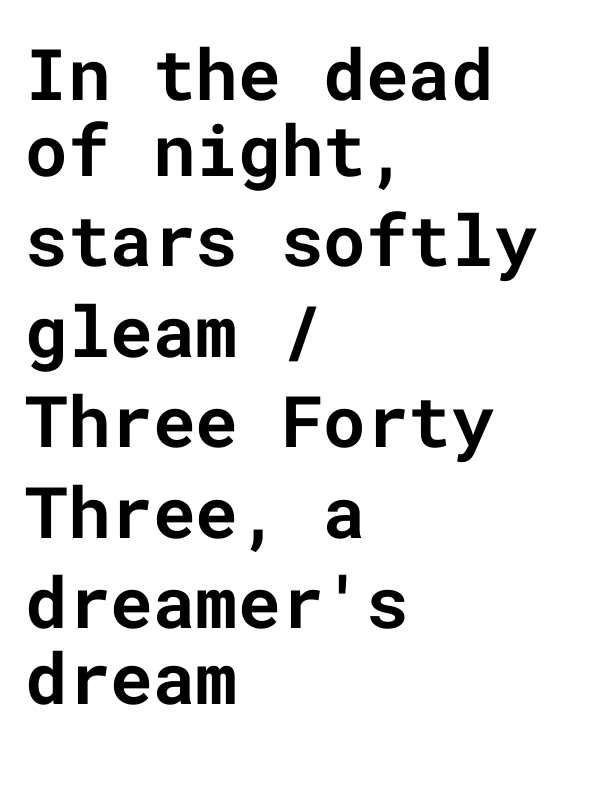 In the dead
of night,
stars softly
gleam /
Three Forty
Three, a
dreamer's
dream